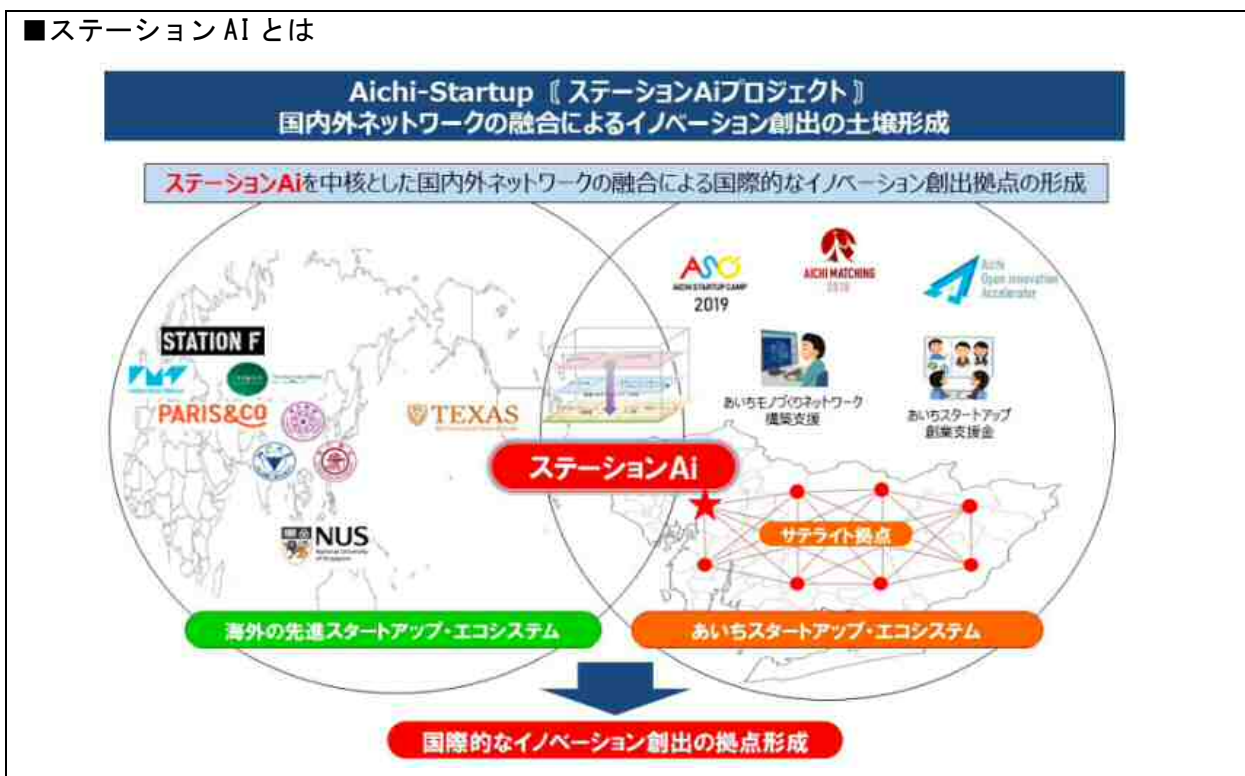 ■ステーション AI とは
Aichi-Startup 〖 ステーションAiプロジェクト 〗
国内外ネットワークの融合によるイノベーション創出の土壌形成
ステーションAiを中核とした国内外ネットワークの融合による国際的なイノベーション創出拠点の形成
ASC
AICHI STARTUP CAMP
2019
AICHI MATCHING
Aichi
Open Innovation
Accelerator
STATION F
PARIS&CO
TEXAS
あいちモノづくりネットワーク
構築支援
あいちスタートアップ
創業支援金
ステーションAi
サテライト拠点
NUS
National University
of Singapore
海外の先進スタートアップ・エコシステム
あいちスタートアップ・エコシステム
国際的なイノベーション創出の拠点形成